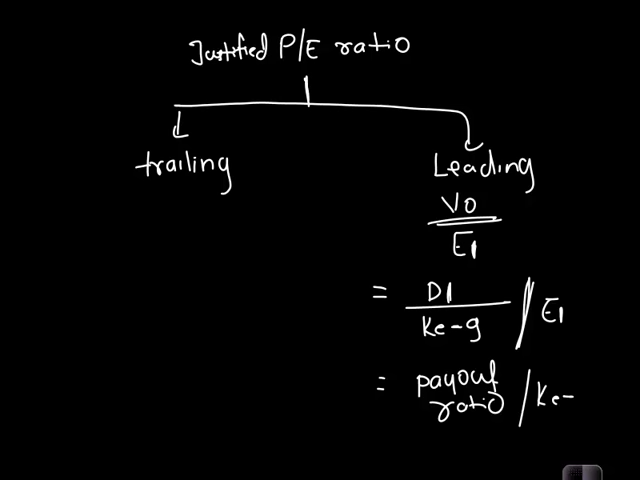 Justified P/E ratio
trailing
Leading
V0
E1
= D1 / E1
Ke-g
= payout / Ke-
ratio